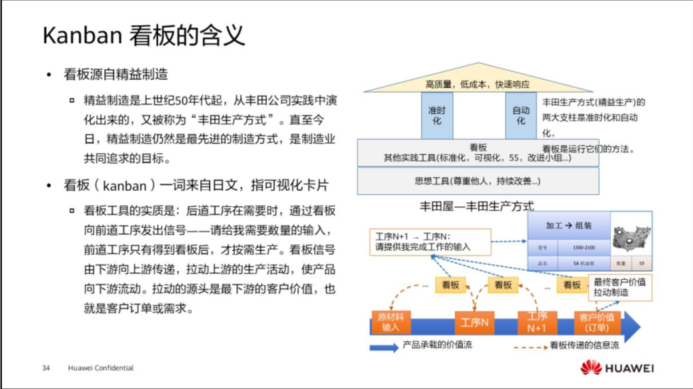 Kanban 看板的含义
• 看板源自精益制造
精益制造是上世纪50年代起，从丰田公司实践中演
化出来的，又被称为“丰田生产方式”。直至今
日，精益制造仍然是最先进的制造方式，是制造业
共同追求的目标。
• 看板（kanban）一词来自日文，指可视化卡片
看板工具的实质是：后道工序在需要时，通过看板
向前道工序发出信号——请给我需要数量的输入，
前道工序只有得到看板后，才按需生产。看板信号
由下游向上游传递，拉动上游的生产活动，使产品
向下游流动。拉动的源头是最下游的客户价值，也
就是客户订单或需求。
高质量，低成本，快速响应
准时
化
自动
化
丰田生产方式(精益生产)的
两大支柱是准时化和自动
化，
看板是运行它们的方法。
看板
其他实践工具(标准化，可视化，5S，改进小组...)
思想工具(尊重他人，持续改善...)
丰田屋—丰田生产方式
工序N+1 → 工序N：
请提供我完成工作的输入
加工 → 组装
型号
1500-2100
品名
数量
10
最终客户价值
拉动制造
... 看板
看板
... 看板
原材料
输入
工序N
工序
N+1
客户价值
(订单)
产品承载的价值流
看板传递的信息流
34
Huawei Confidential
HUAWEI